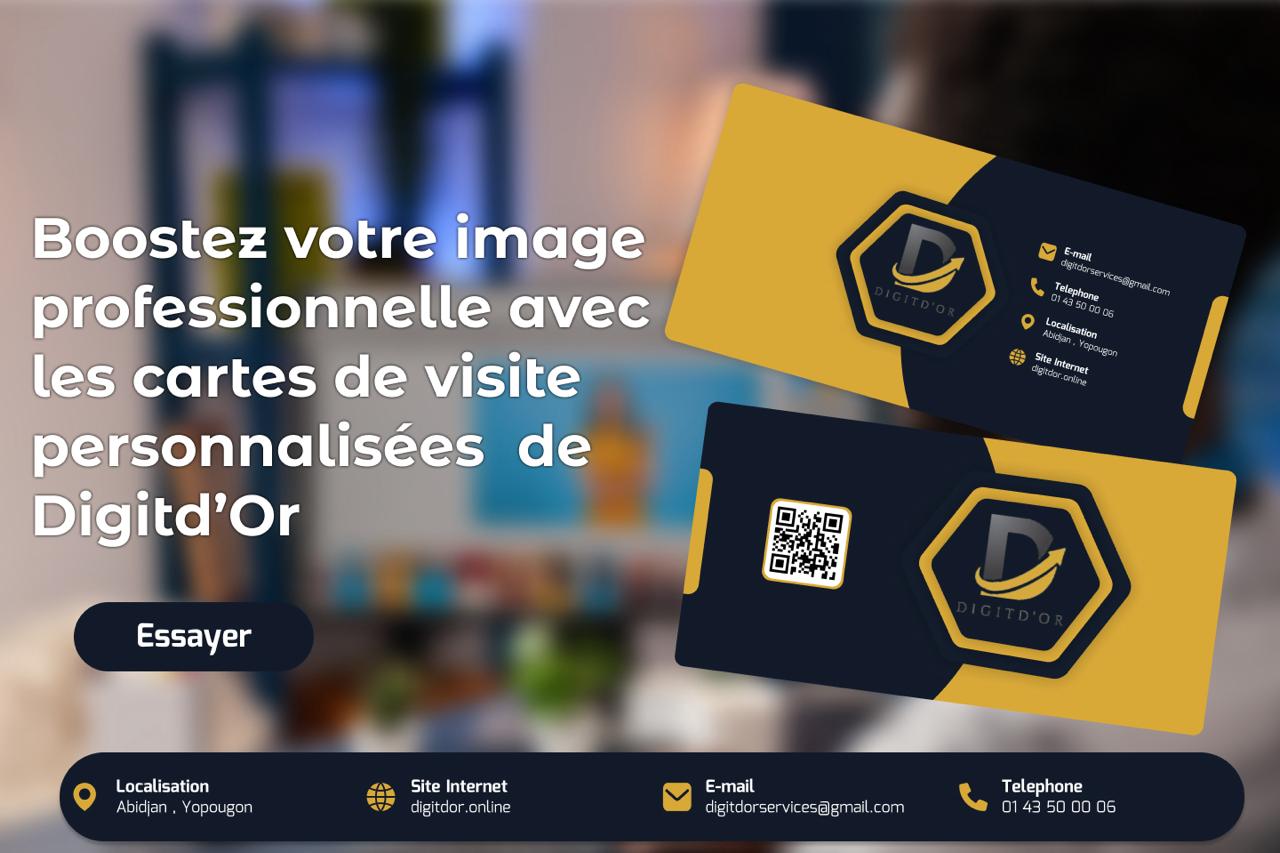 Boostez votre image
professionnelle avec
les cartes de visite
personnalisées de
Digitd’Or
Essayer
DIGITD'OR
E-mail
digitdorservices@gmail.com
Telephone
01 43 50 00 06
Localisation
Abidjan , Yopougon
Site Internet
digitdor.online
DIGITD'OR
Localisation
Abidjan , Yopougon
Site Internet
digitdor.online
E-mail
digitdorservices@gmail.com
Telephone
01 43 50 00 06